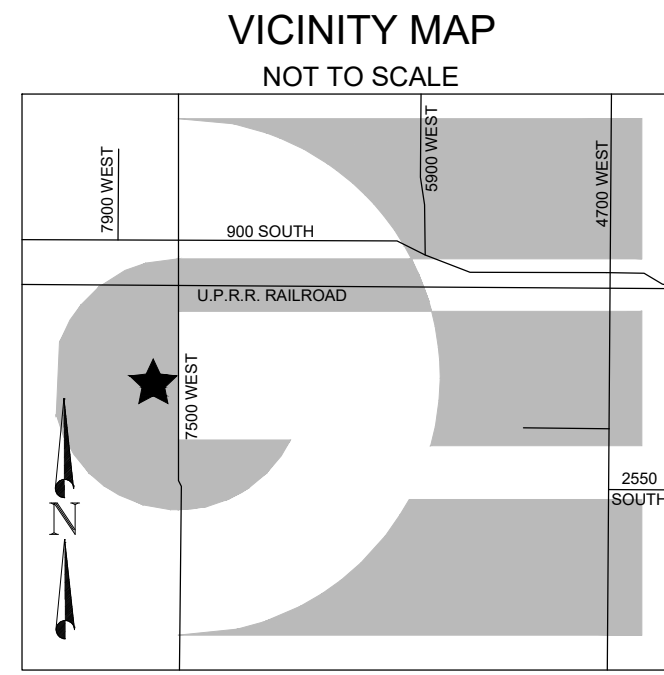 VICINITY MAP
NOT TO SCALE
7900 WEST
5900 WEST
4700 WEST
900 SOUTH
U.P.R.R. RAILROAD
7500 WEST
2550
SOUTH
N